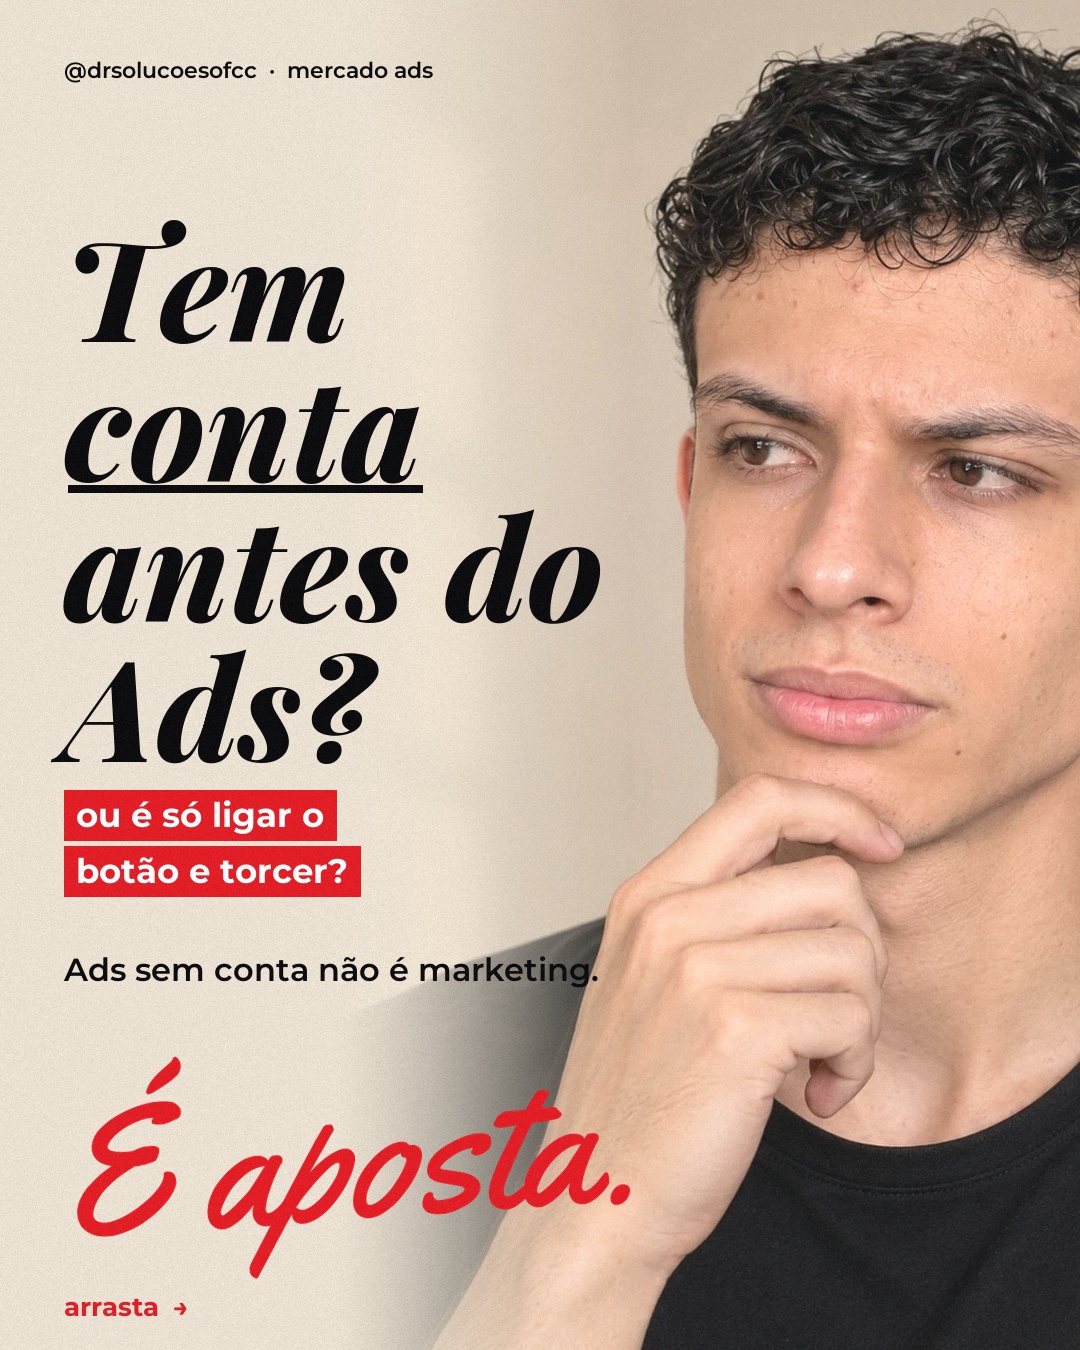 @drsolucoesofcc · mercado ads
Tem
conta
antes do
Ads?
ou é só ligar o
botão e torcer?
Ads sem conta não é marketing.
É aposta.
arrasta →